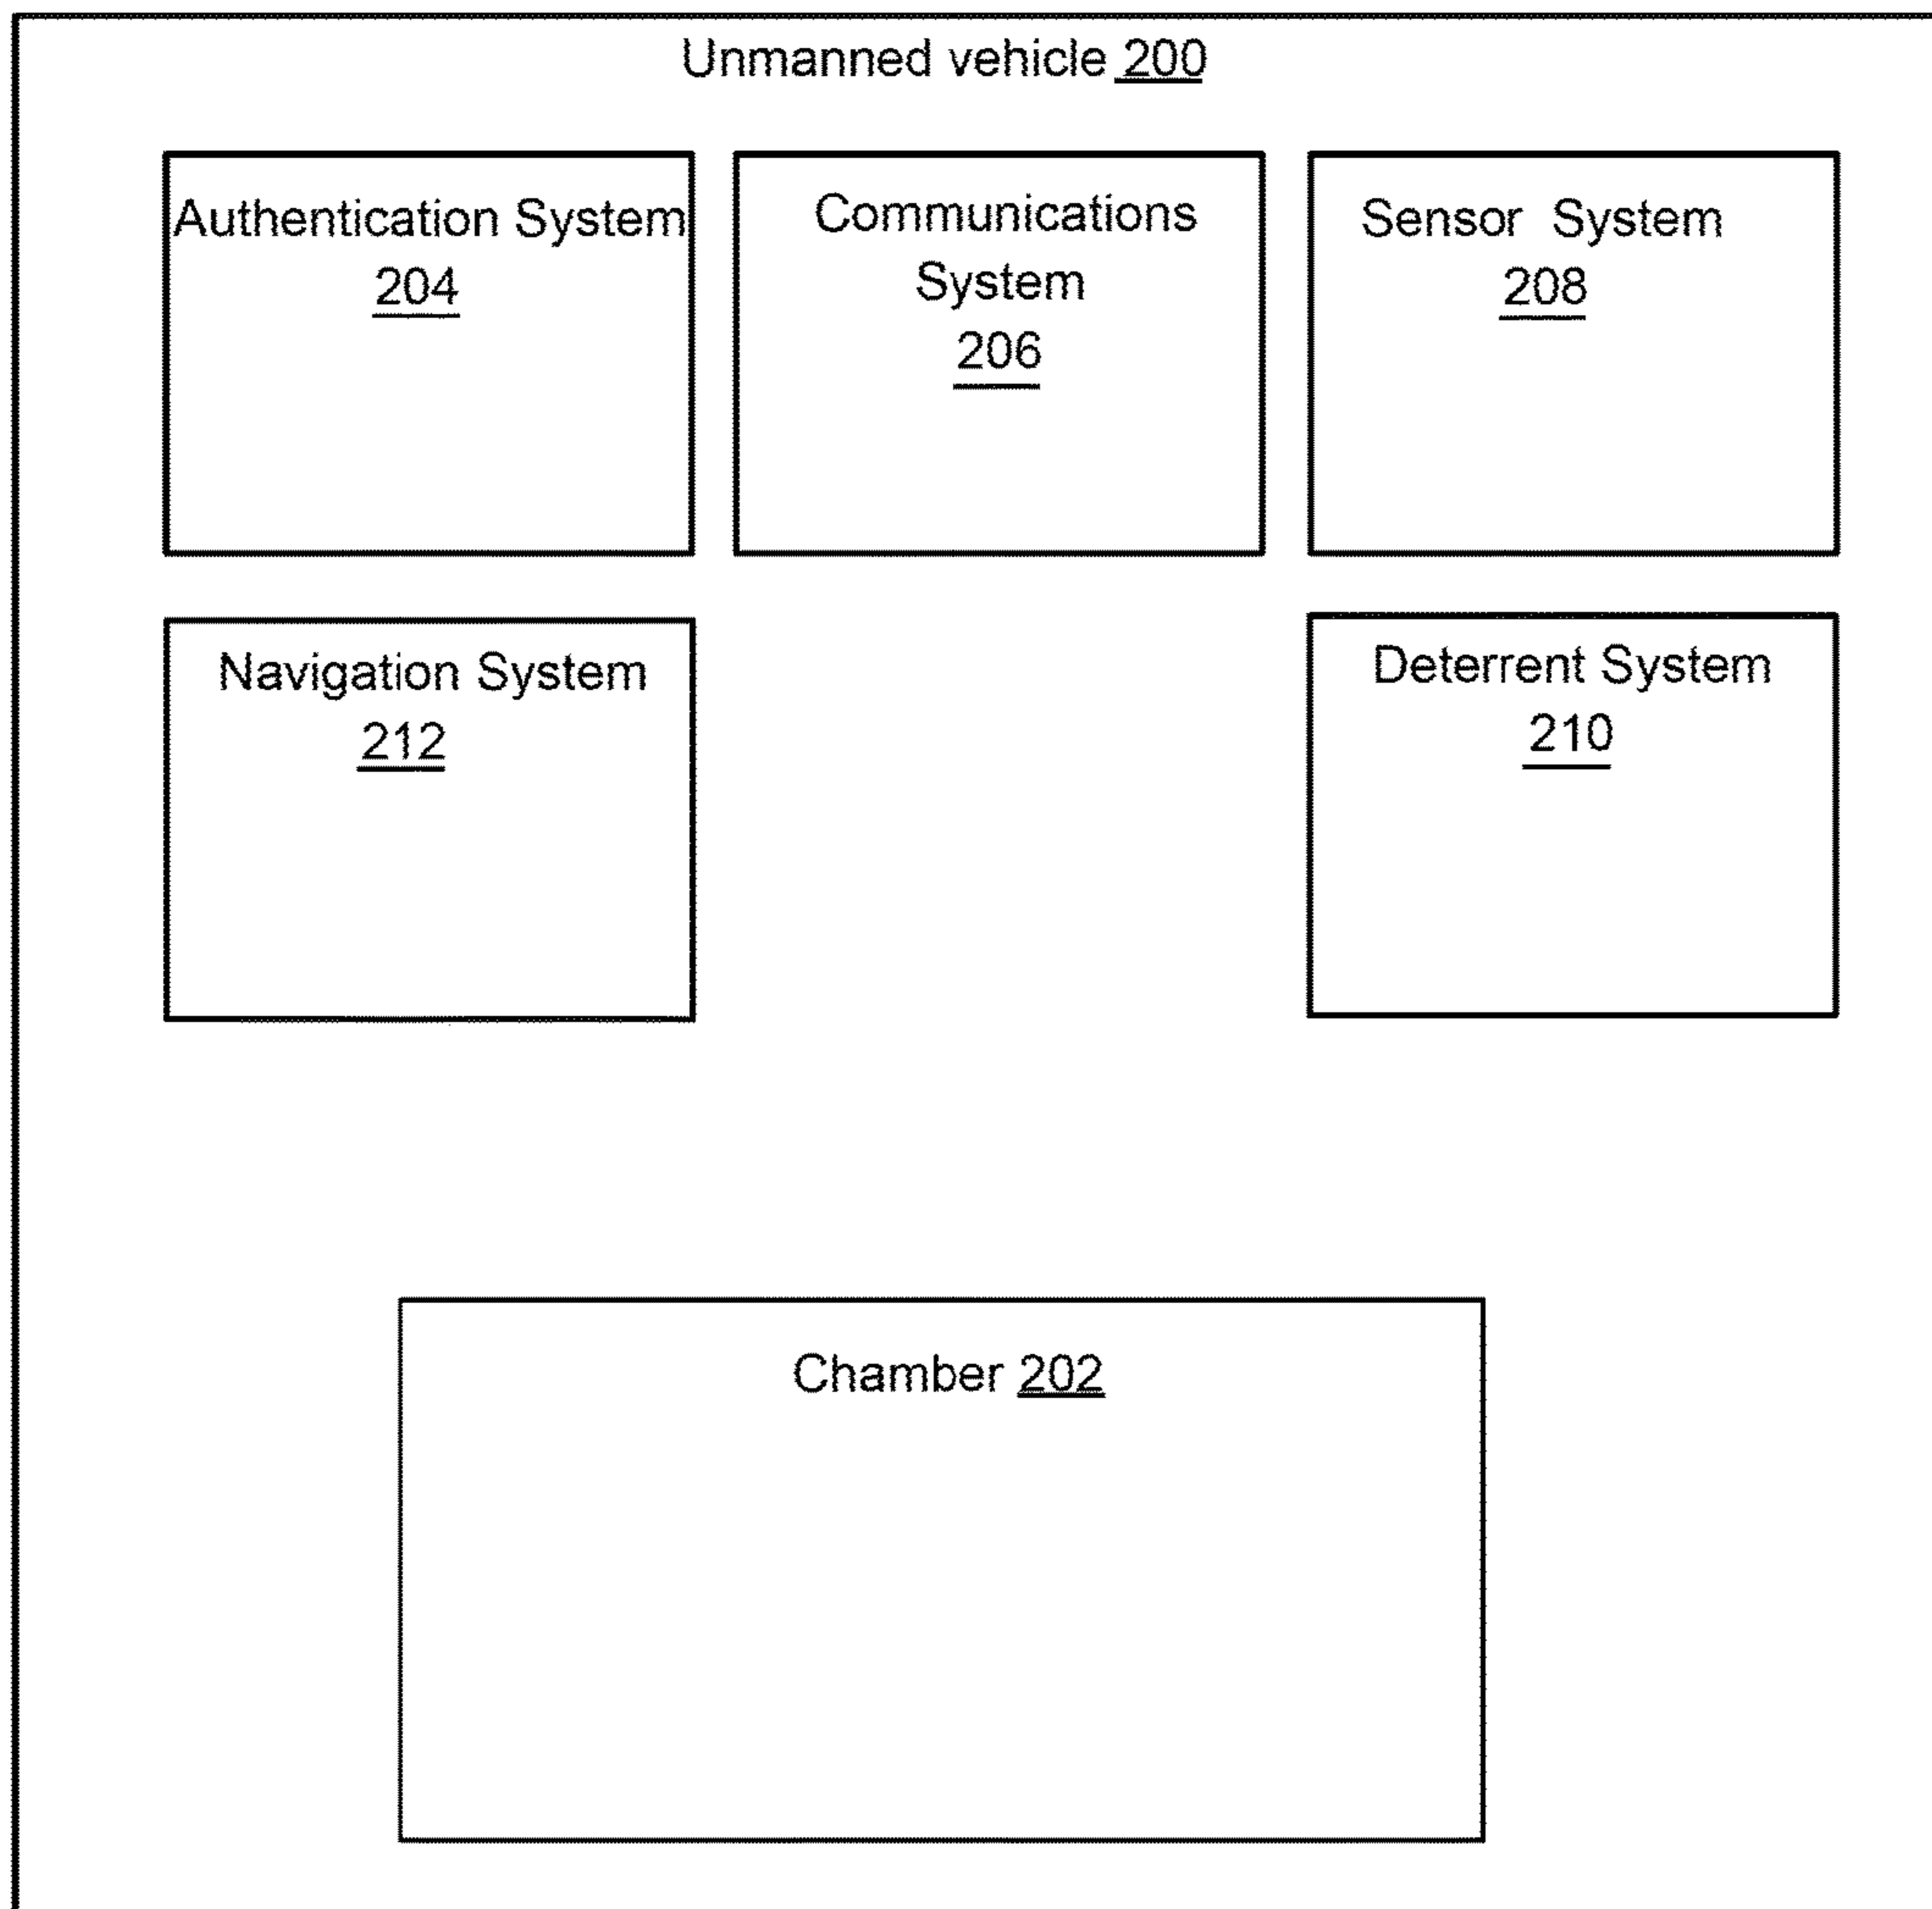 Unmanned vehicle 200
Authentication System
204
Communications
System
206
Sensor System
208
Navigation System
212
Deterrent System
210
Chamber 202